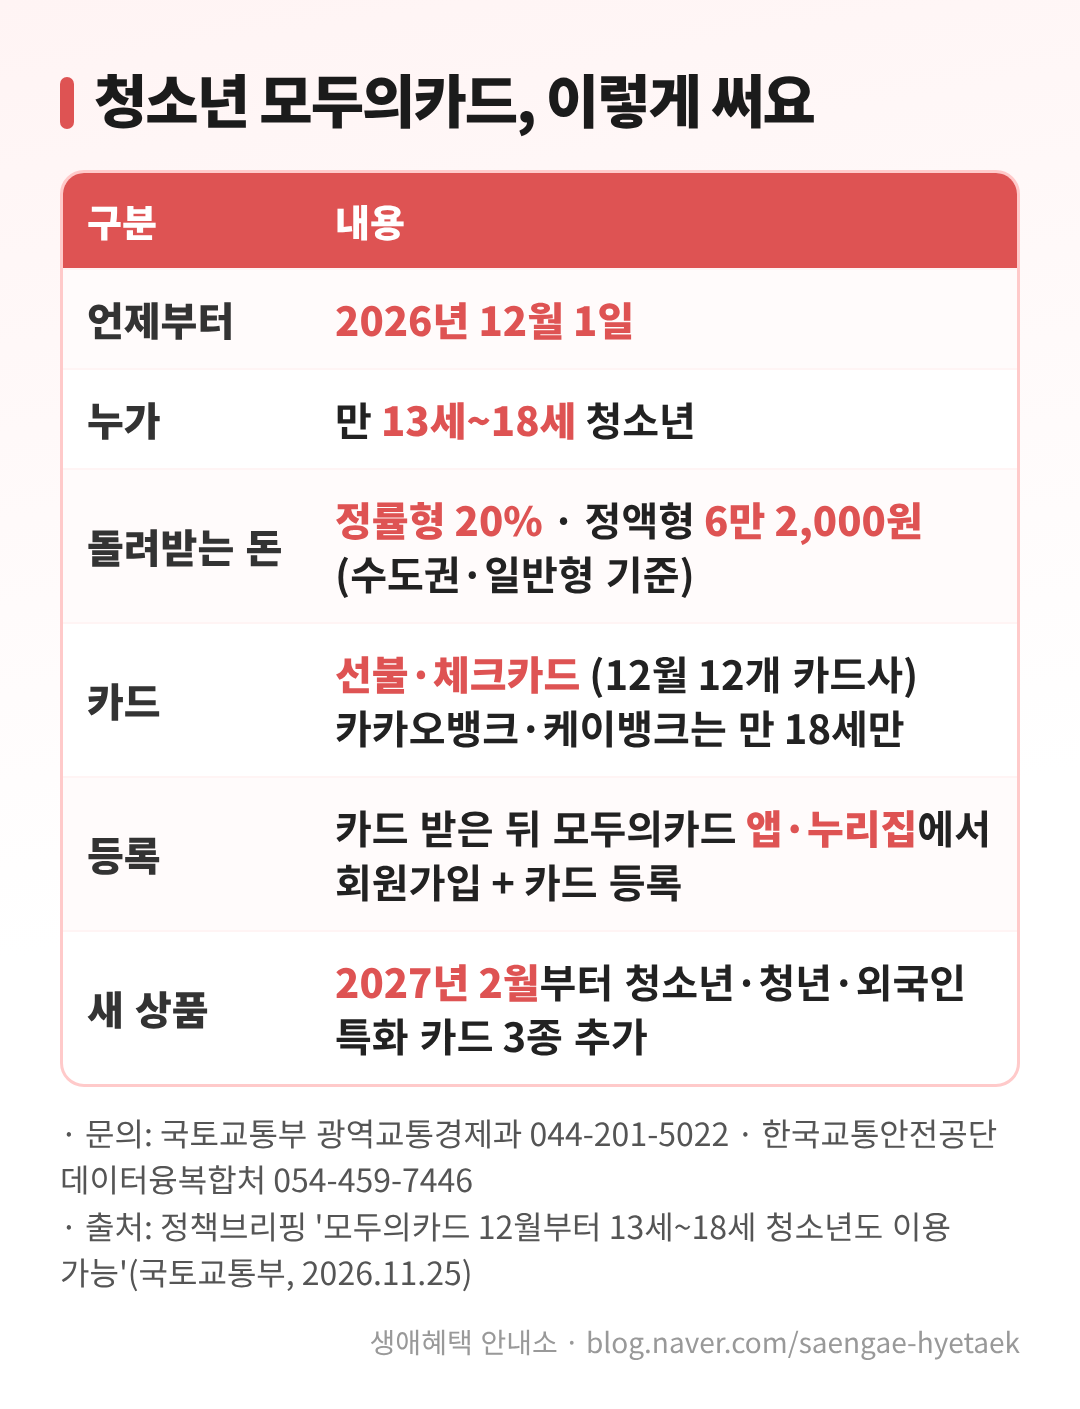 청소년 모두의카드, 이렇게 써요
구분 내용
언제부터 2026년 12월 1일
누가 만 13세~18세 청소년
돌려받는 돈 정률형 20% · 정액형 6만 2,000원
(수도권·일반형 기준)
카드 선불·체크카드 (12월 12개 카드사)
카카오뱅크·케이뱅크는 만 18세만
등록 카드 받은 뒤 모두의카드 앱·누리집에서
회원가입 + 카드 등록
새 상품 2027년 2월부터 청소년·청년·외국인
특화 카드 3종 추가
· 문의: 국토교통부 광역교통경제과 044-201-5022 · 한국교통안전공단
데이터융복합처 054-459-7446
· 출처: 정책브리핑 '모두의카드 12월부터 13세~18세 청소년도 이용
가능'(국토교통부, 2026.11.25)
생애혜택 안내소 · blog.naver.com/saengae-hyetaek